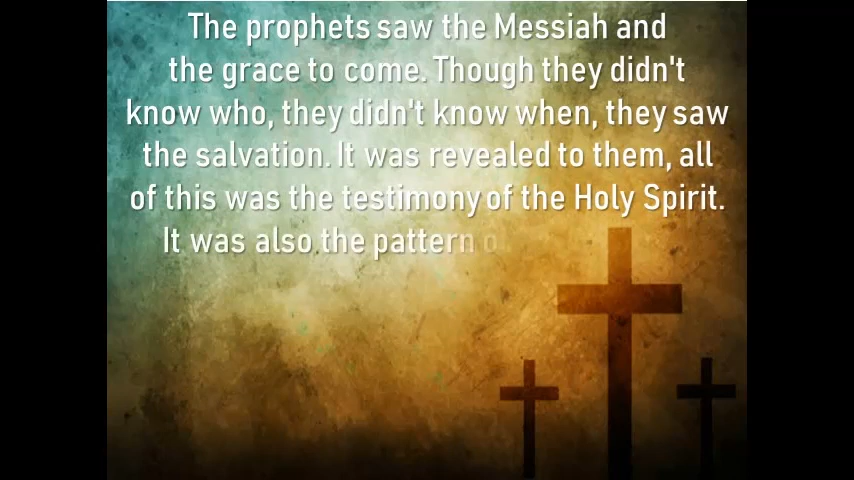 The prophets saw the Messiah and
the grace to come. Though they didn't
know who, they didn't know when, they saw
the salvation. It was revealed to them, all
of this was the testimony of the Holy Spirit.
It was also the pattern